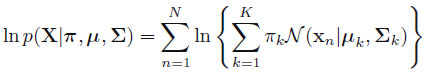 ln p(X|π, μ, Σ) = ∑_{n=1}^{N} ln { ∑_{k=1}^{K} π_k 𝒩(x_n|μ_k, Σ_k) }